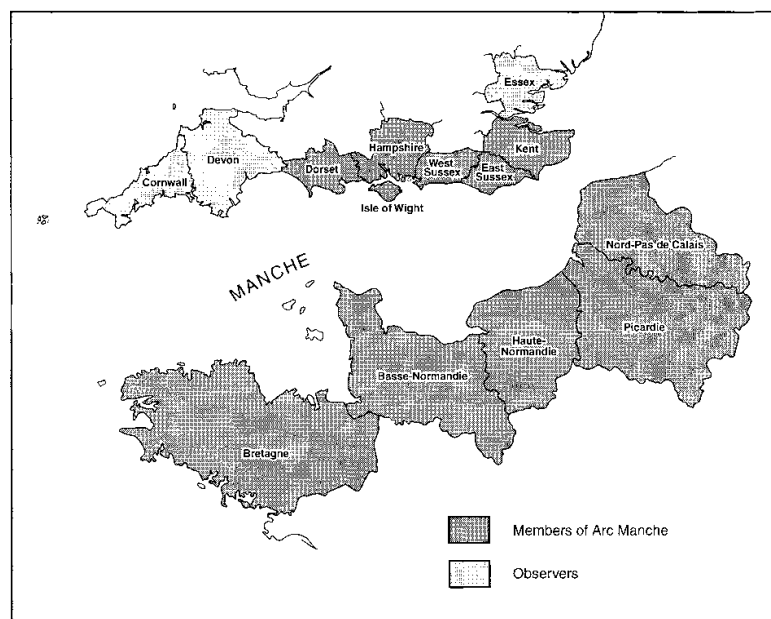 Essex
Hampshire
Kent
Devon
Dorset
West
Sussex
East
Sussex
Cornwall
Isle of Wight
Nord-Pas de Calais
MANCHE
Picardie
Haute-
Normandie
Basse-Normandie
Bretagne
Members of Arc Manche
Observers